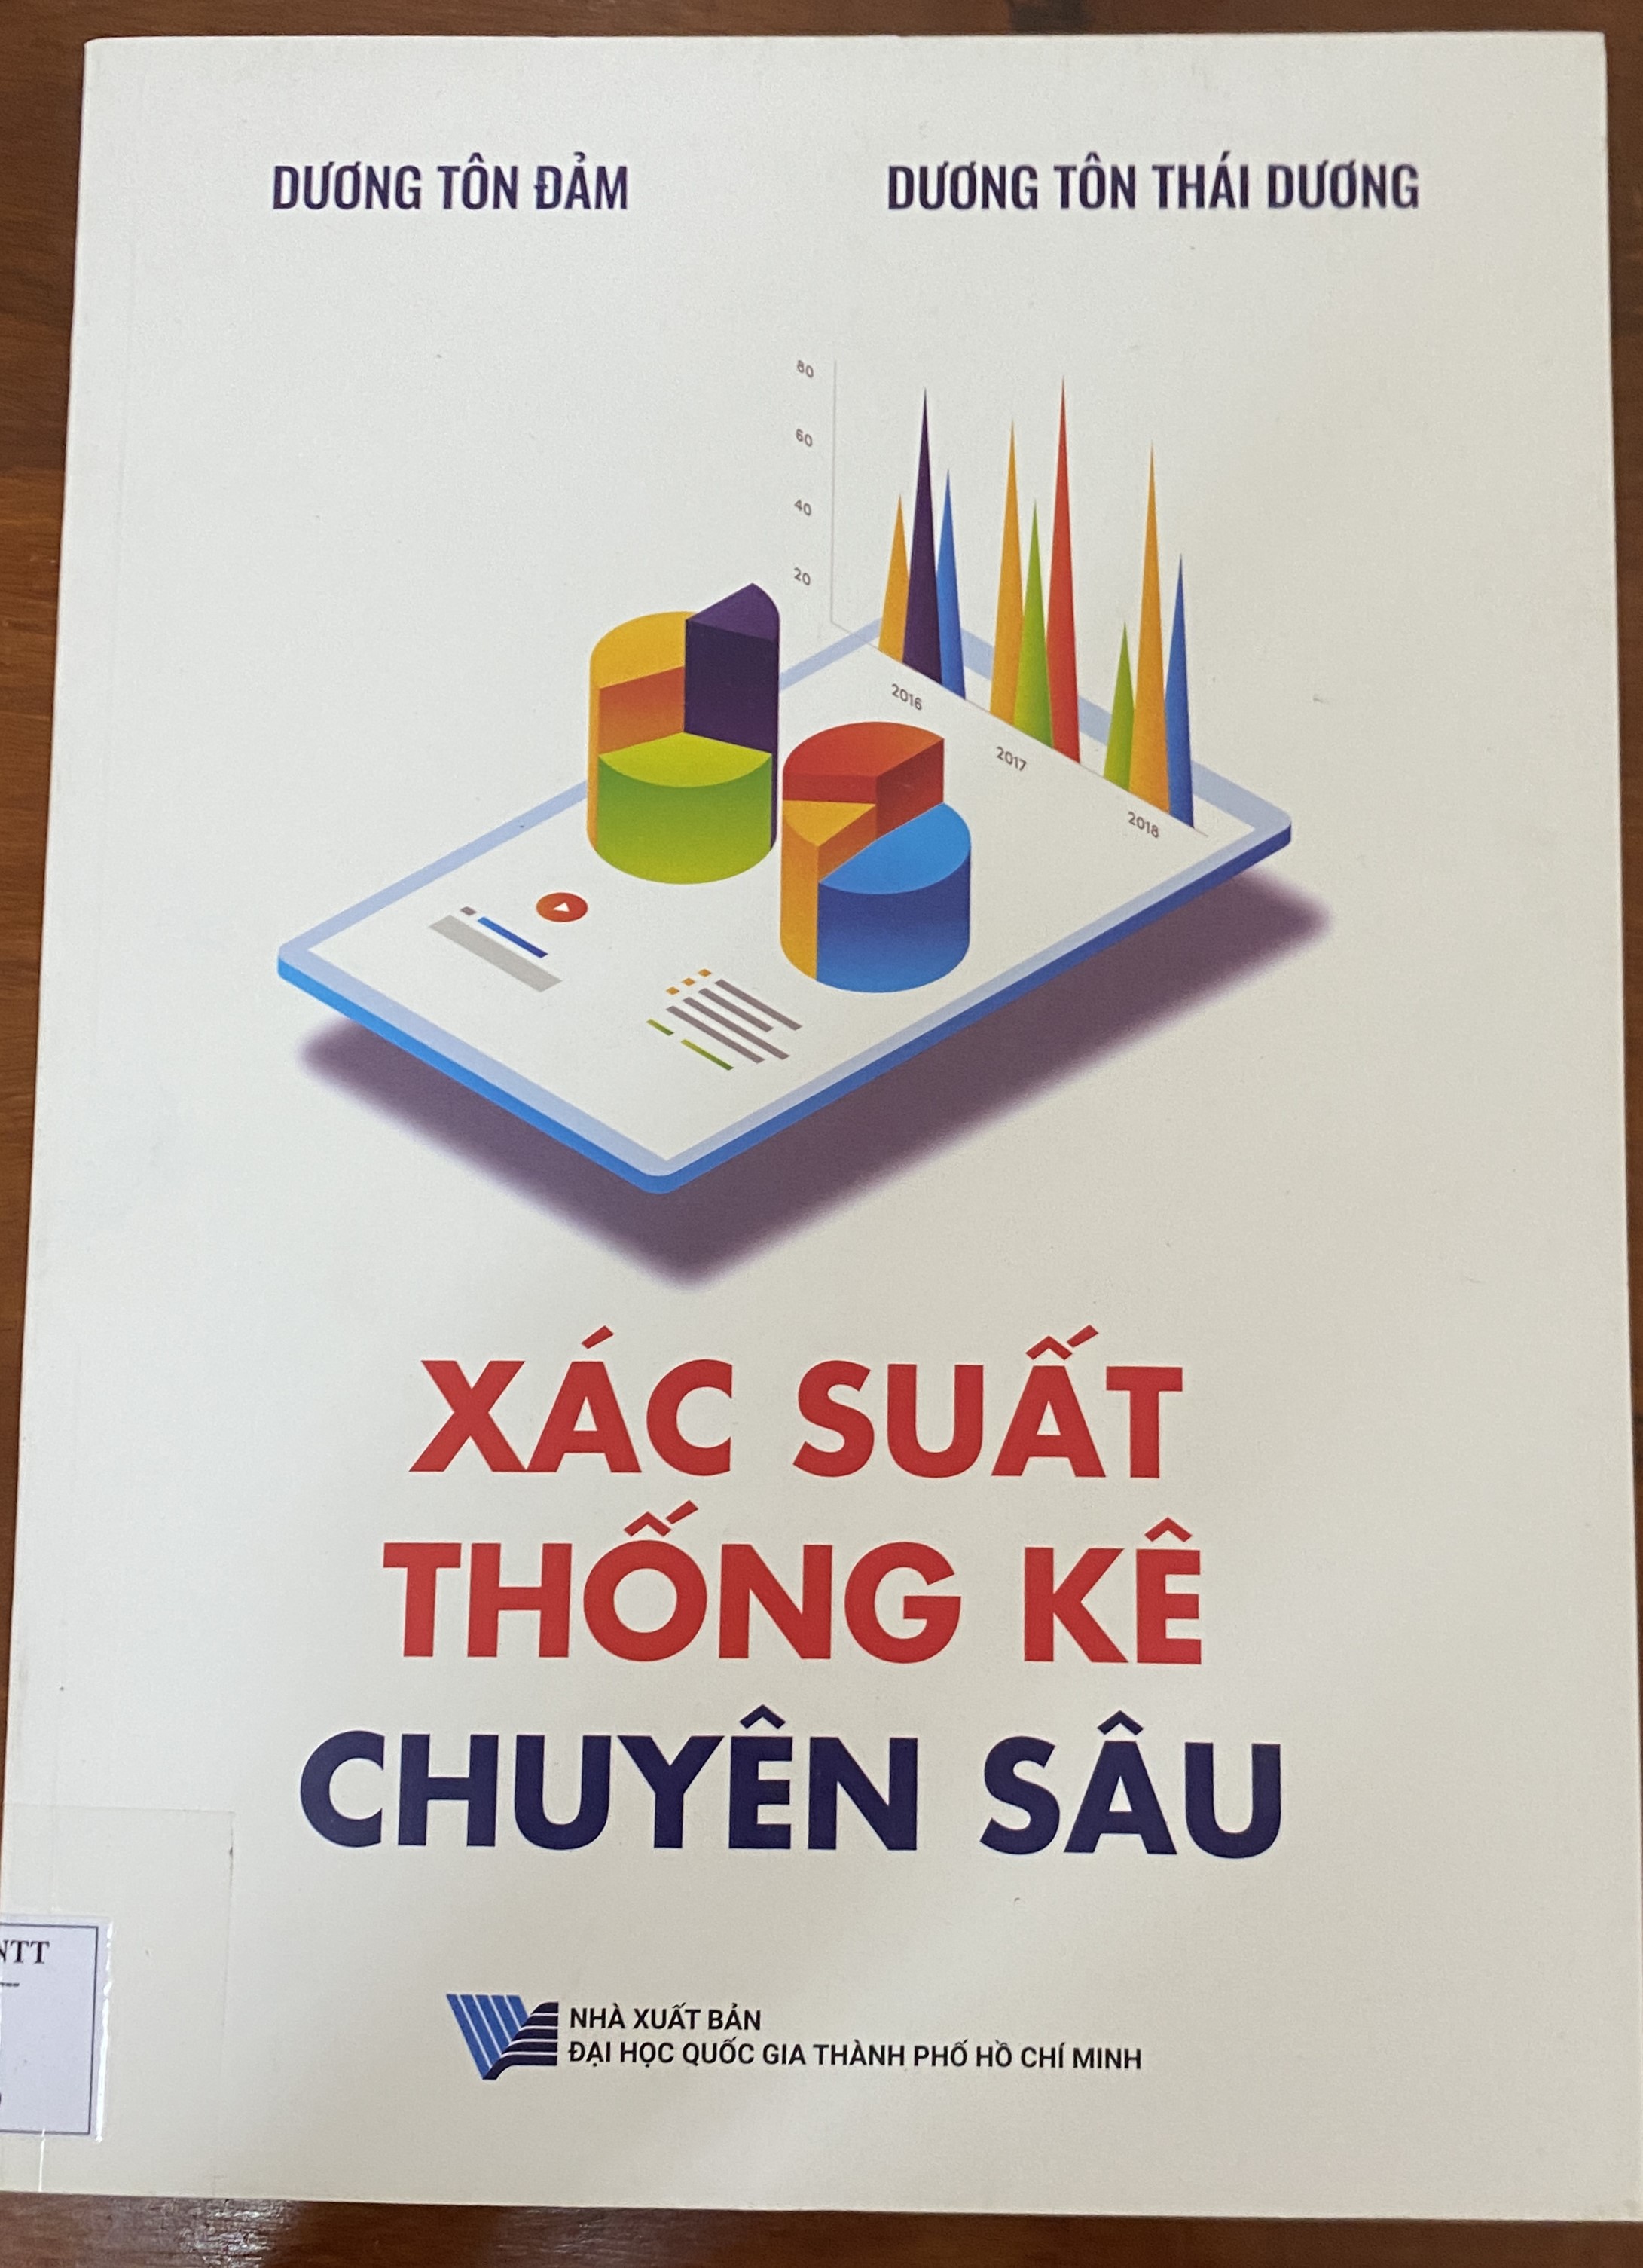 DƯƠNG TÔN ĐẢM
DƯƠNG TÔN THÁI DƯƠNG
80
60
40
20
2016
2017
2018
XÁC SUẤT
THỐNG KÊ
CHUYÊN SÂU
NTT
NHÀ XUẤT BẢN
ĐẠI HỌC QUỐC GIA THÀNH PHỐ HỒ CHÍ MINH